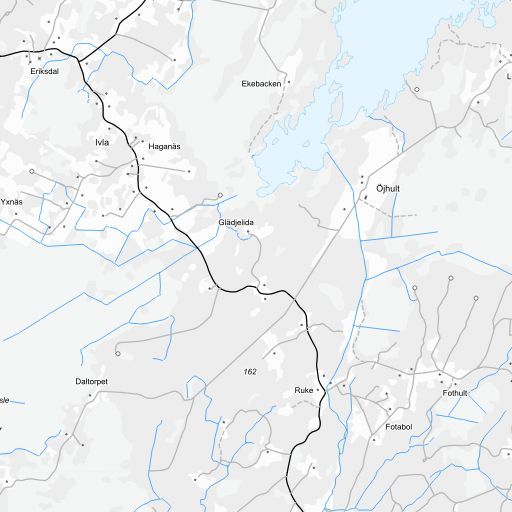 Eriksdal
Ekebacken
Ivla
Haganäs
Öjhult
Yxnäs
Glädjelida
162
Daltorpet
Ruke
Fothult
Fotabol